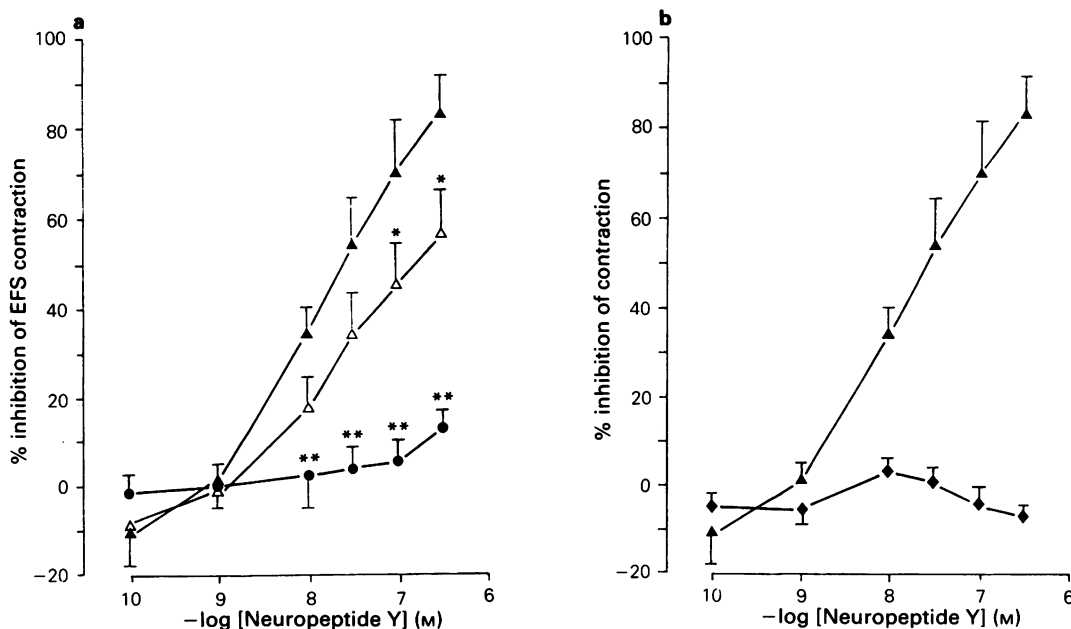 a
100
80
60
40
20
0
−20
% inhibition of EFS contraction
*
*
**
**
**
**
10 9 8 7 6
−log [Neuropeptide Y] (M)
b
100
80
60
40
20
0
−20
% inhibition of contraction
10 9 8 7 6
−log [Neuropeptide Y] (M)